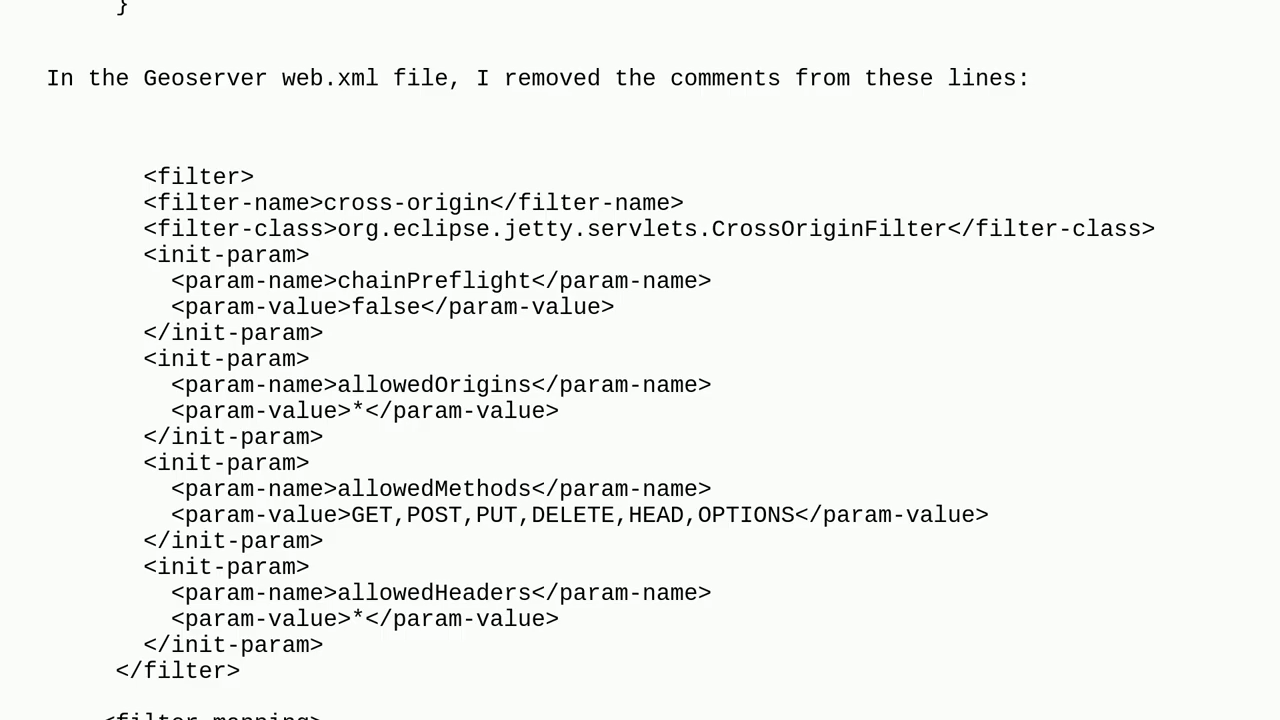 }
In the Geoserver web.xml file, I removed the comments from these lines:
<filter>
<filter-name>cross-origin</filter-name>
<filter-class>org.eclipse.jetty.servlets.CrossOriginFilter</filter-class>
<init-param>
<param-name>chainPreflight</param-name>
<param-value>false</param-value>
</init-param>
<init-param>
<param-name>allowedOrigins</param-name>
<param-value>*</param-value>
</init-param>
<init-param>
<param-name>allowedMethods</param-name>
<param-value>GET,POST,PUT,DELETE,HEAD,OPTIONS</param-value>
</init-param>
<init-param>
<param-name>allowedHeaders</param-name>
<param-value>*</param-value>
</init-param>
</filter>
<filter-mapping>